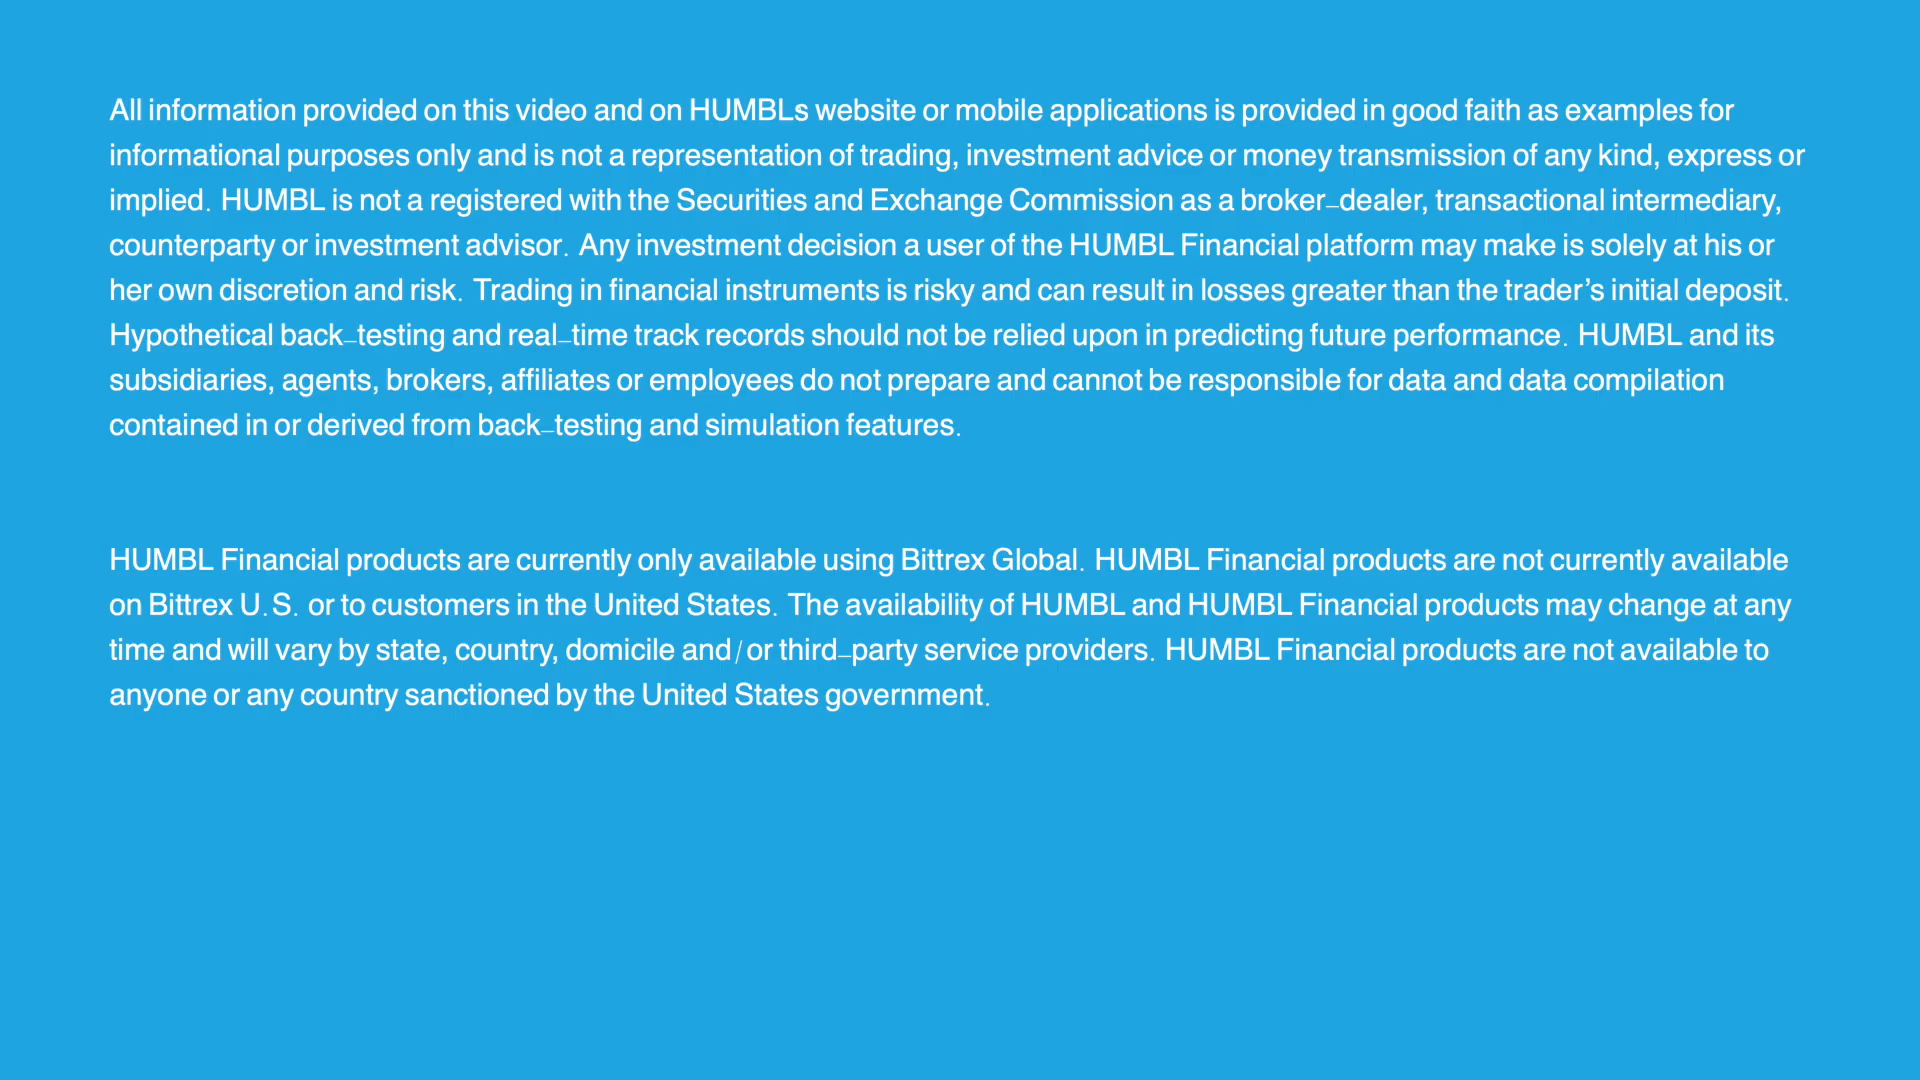 All information provided on this video and on HUMBLs website or mobile applications is provided in good faith as examples for
informational purposes only and is not a representation of trading, investment advice or money transmission of any kind, express or
implied. HUMBL is not a registered with the Securities and Exchange Commission as a broker-dealer, transactional intermediary,
counterparty or investment advisor. Any investment decision a user of the HUMBL Financial platform may make is solely at his or
her own discretion and risk. Trading in financial instruments is risky and can result in losses greater than the trader’s initial deposit.
Hypothetical back-testing and real-time track records should not be relied upon in predicting future performance. HUMBL and its
subsidiaries, agents, brokers, affiliates or employees do not prepare and cannot be responsible for data and data compilation
contained in or derived from back-testing and simulation features.
HUMBL Financial products are currently only available using Bittrex Global. HUMBL Financial products are not currently available
on Bittrex U.S. or to customers in the United States. The availability of HUMBL and HUMBL Financial products may change at any
time and will vary by state, country, domicile and/or third-party service providers. HUMBL Financial products are not available to
anyone or any country sanctioned by the United States government.